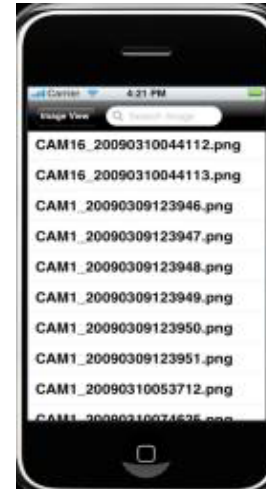 Carrier 4:21 PM
Image View Search Image
CAM16_20090310044112.png
CAM16_20090310044113.png
CAM1_20090309123946.png
CAM1_20090309123947.png
CAM1_20090309123948.png
CAM1_20090309123949.png
CAM1_20090309123950.png
CAM1_20090309123951.png
CAM1_20090310053712.png